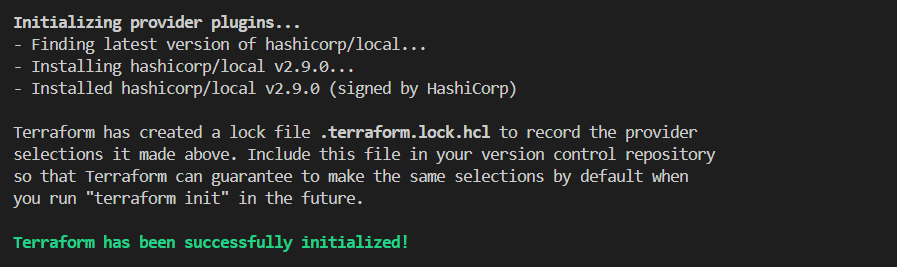 Initializing provider plugins...
- Finding latest version of hashicorp/local...
- Installing hashicorp/local v2.9.0...
- Installed hashicorp/local v2.9.0 (signed by HashiCorp)
Terraform has created a lock file .terraform.lock.hcl to record the provider
selections it made above. Include this file in your version control repository
so that Terraform can guarantee to make the same selections by default when
you run "terraform init" in the future.
Terraform has been successfully initialized!